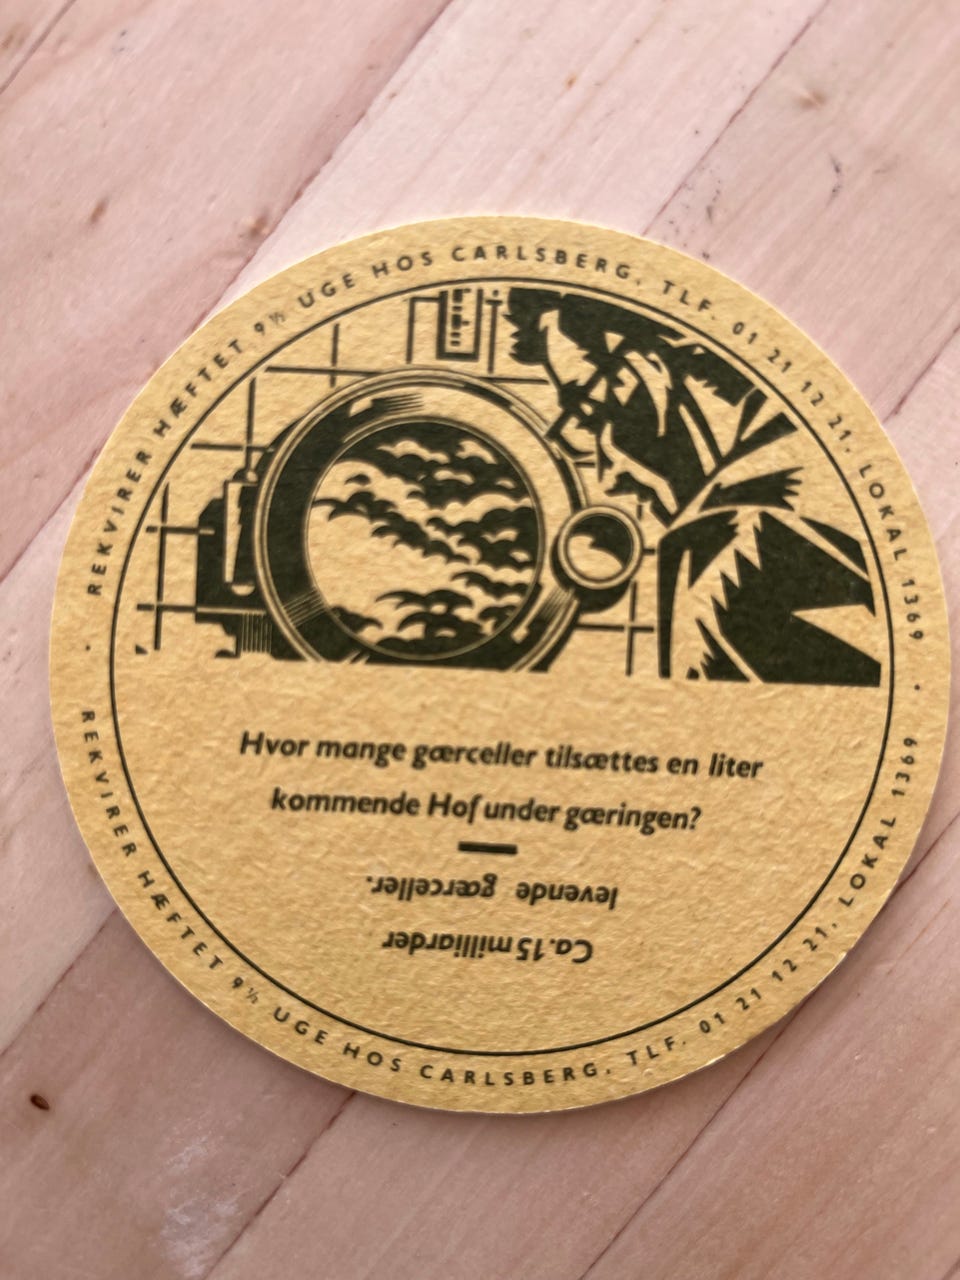 REKVIRER HÆFTET 9½ UGE HOS CARLSBERG, TLF. 01 21 12 21, LOKAL 1369 •
Hvor mange gærceller tilsættes en liter
kommende Hof under gæringen?
Ca. 15 milliarder
levende gærceller.
REKVIRER HÆFTET 9½ UGE HOS CARLSBERG, TLF. 01 21 12 21, LOKAL 1369 •